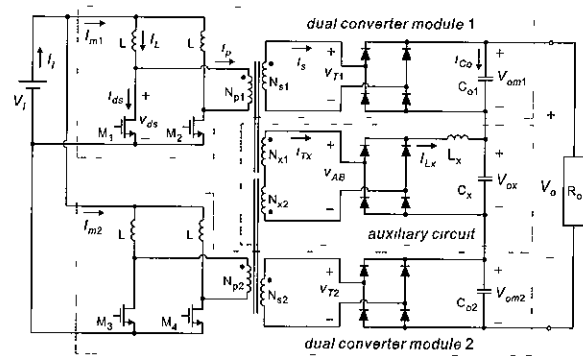 dual converter module 1
i_m1
L
i_L
L
i_p
i_s
+
v_T1
−
i_Co
C_o1
+
V_om1
−
I_i
V_i
i_ds
+
v_ds
−
M_1
M_2
N_p1
N_s1
N_x1
i_Tx
+
v_AB
−
i_Lx
L_x
C_x
+
V_ox
−
+
V_o
−
R_o
N_x2
auxiliary circuit
i_m2
L
L
M_3
M_4
N_p2
N_s2
+
v_T2
−
C_o2
+
V_om2
−
dual converter module 2